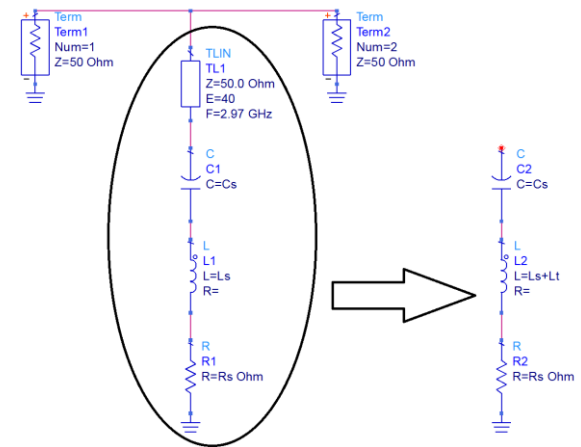 +
Term
Term1
Num=1
Z=50 Ohm
-
TLIN
TL1
Z=50.0 Ohm
E=40
F=2.97 GHz
C
C1
C=Cs
L
L1
L=Ls
R=
R
R1
R=Rs Ohm
+
Term
Term2
Num=2
Z=50 Ohm
-
C
C2
C=Cs
L
L2
L=Ls+Lt
R=
R
R2
R=Rs Ohm